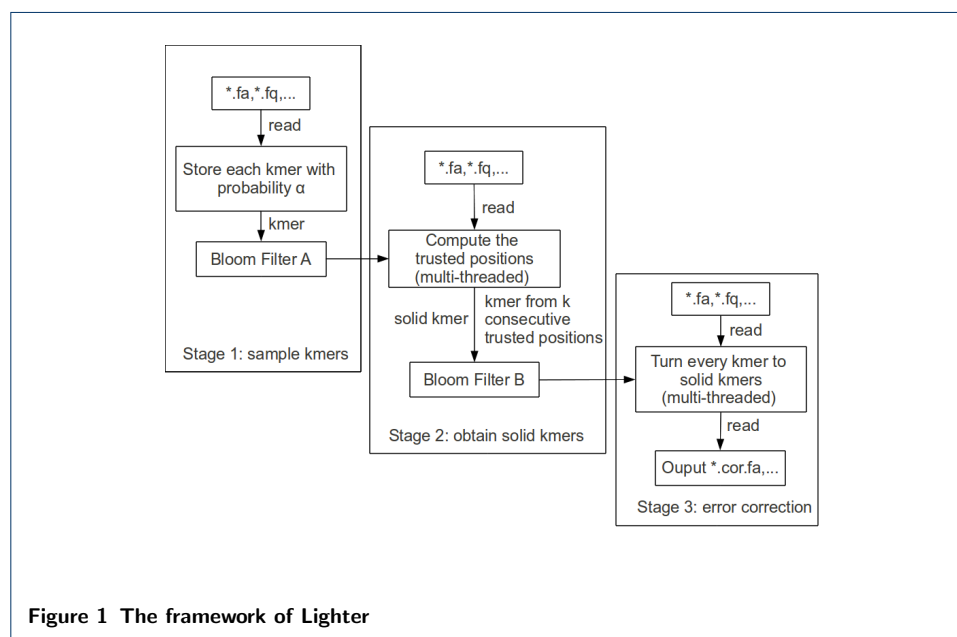 *.fa,*.fq,...
read
Store each kmer with
probability α
kmer
Bloom Filter A
Stage 1: sample kmers
*.fa,*.fq,...
read
Compute the
trusted positions
(multi-threaded)
solid kmer
kmer from k
consecutive
trusted positions
Bloom Filter B
Stage 2: obtain solid kmers
*.fa,*.fq,...
read
Turn every kmer to
solid kmers
(multi-threaded)
read
Ouput *.cor.fa,...
Stage 3: error correction
Figure 1 The framework of Lighter